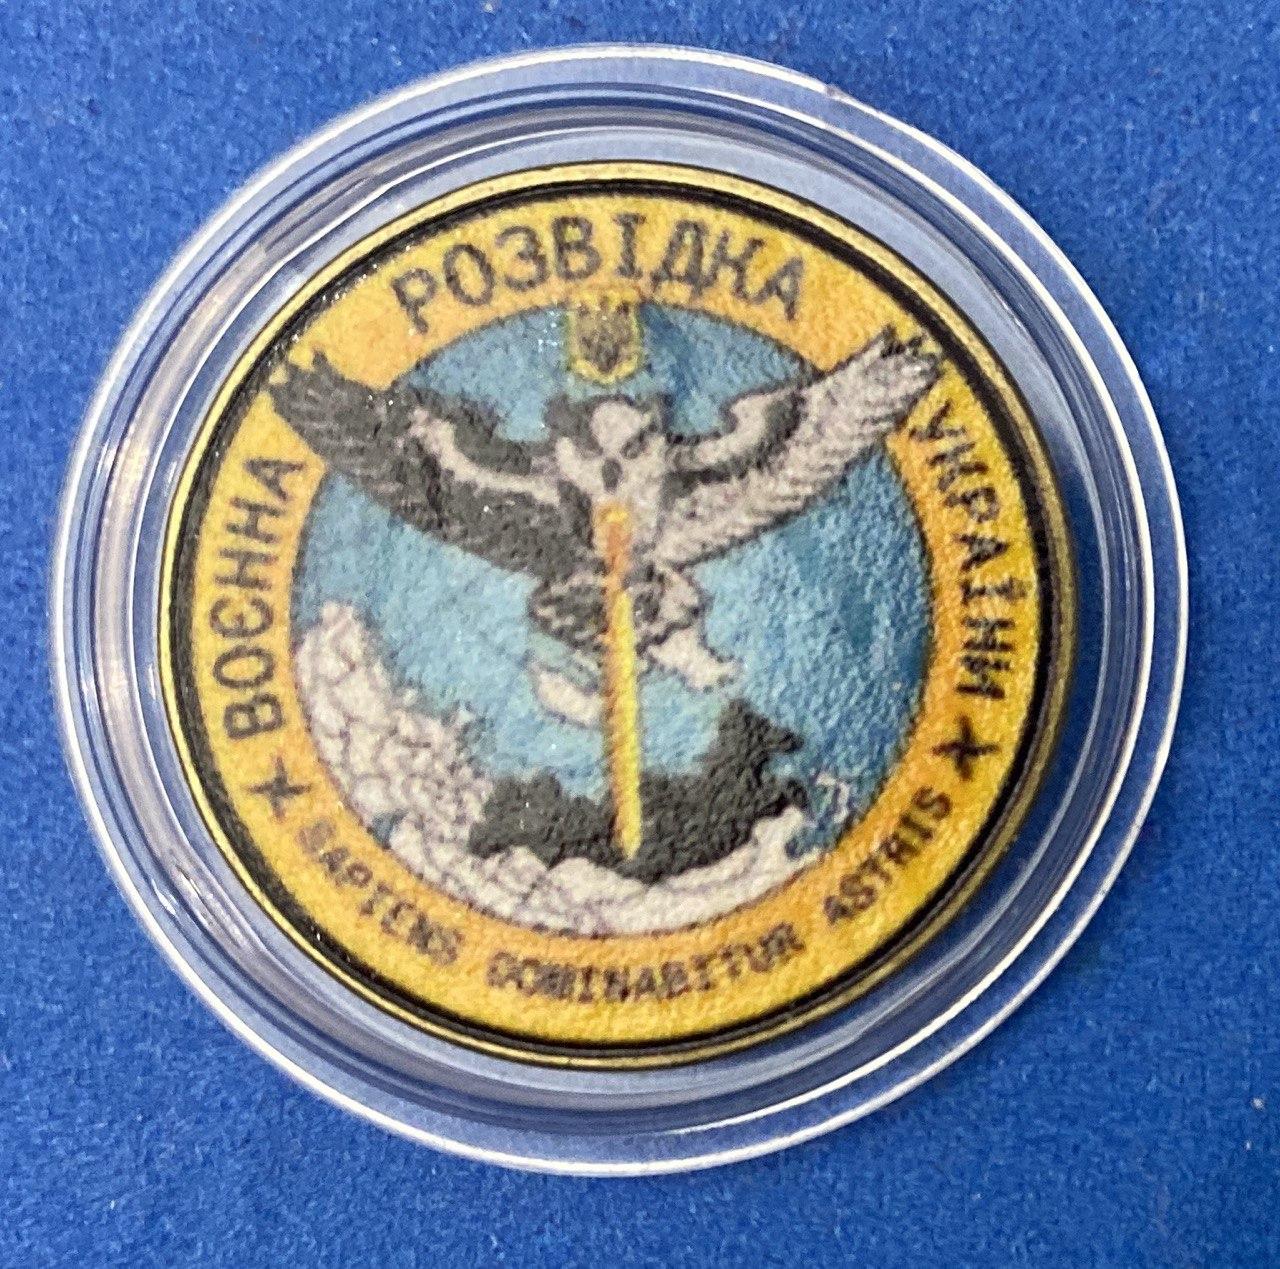 ВОЄННА РОЗВІДКА УКРАЇНИ
SAPIENS DOMINABITUR ASTRIS